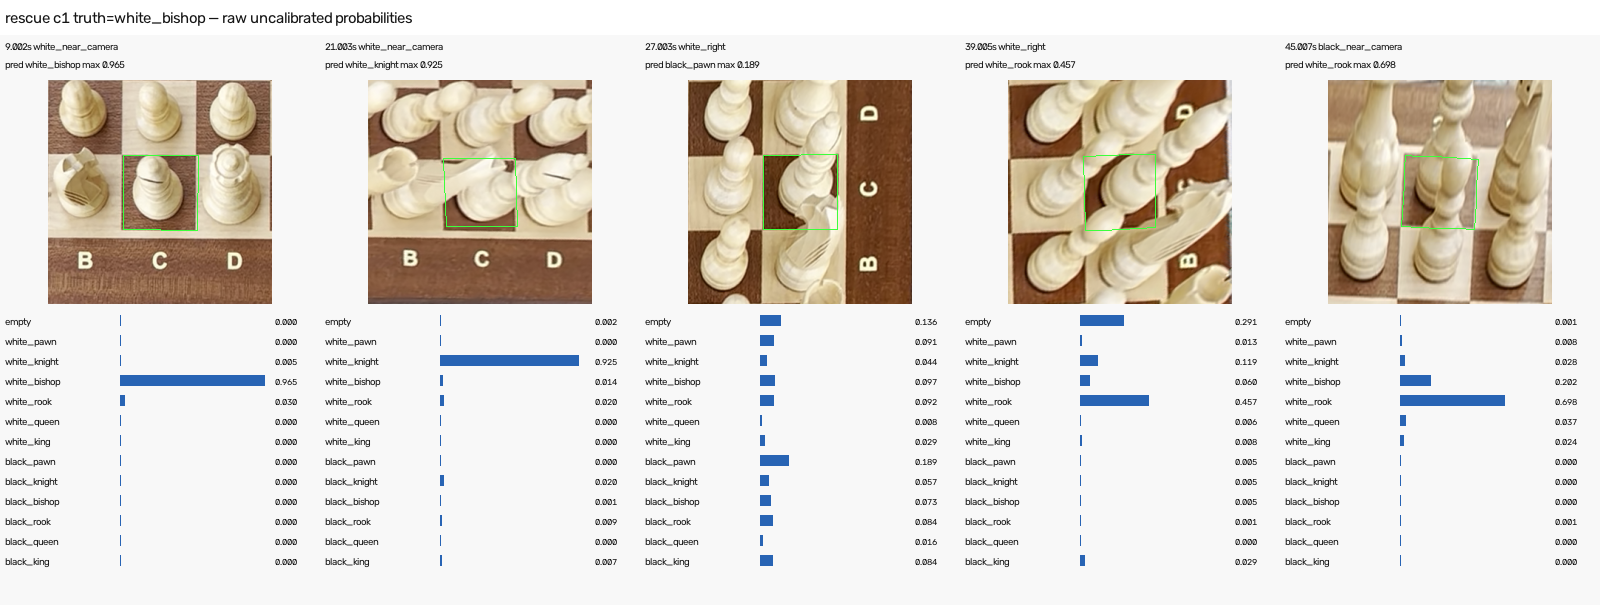 rescue c1 truth=white_bishop — raw uncalibrated probabilities
9.002s white_near_camera
pred white_bishop max 0.965
B C D
empty 0.000
white_pawn 0.000
white_knight 0.005
white_bishop 0.965
white_rook 0.030
white_queen 0.000
white_king 0.000
black_pawn 0.000
black_knight 0.000
black_bishop 0.000
black_rook 0.000
black_queen 0.000
black_king 0.000
21.003s white_near_camera
pred white_knight max 0.925
B C D
empty 0.002
white_pawn 0.000
white_knight 0.925
white_bishop 0.014
white_rook 0.020
white_queen 0.000
white_king 0.000
black_pawn 0.000
black_knight 0.020
black_bishop 0.001
black_rook 0.009
black_queen 0.000
black_king 0.007
27.003s white_right
pred black_pawn max 0.189
D
C
B
empty 0.136
white_pawn 0.091
white_knight 0.044
white_bishop 0.097
white_rook 0.092
white_queen 0.008
white_king 0.029
black_pawn 0.189
black_knight 0.057
black_bishop 0.073
black_rook 0.084
black_queen 0.016
black_king 0.084
39.005s white_right
pred white_rook max 0.457
D
C
B
empty 0.291
white_pawn 0.013
white_knight 0.119
white_bishop 0.060
white_rook 0.457
white_queen 0.006
white_king 0.008
black_pawn 0.005
black_knight 0.005
black_bishop 0.005
black_rook 0.001
black_queen 0.000
black_king 0.029
45.007s black_near_camera
pred white_rook max 0.698
empty 0.001
white_pawn 0.008
white_knight 0.028
white_bishop 0.202
white_rook 0.698
white_queen 0.037
white_king 0.024
black_pawn 0.000
black_knight 0.000
black_bishop 0.000
black_rook 0.001
black_queen 0.000
black_king 0.000